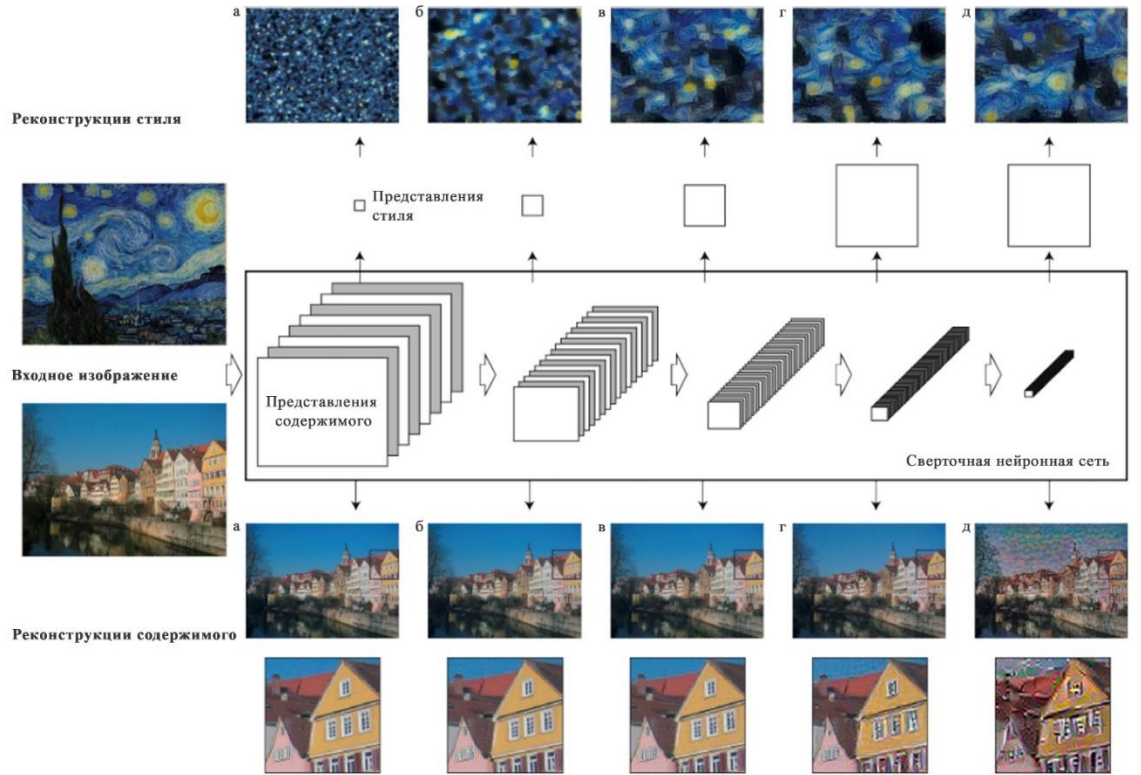 а б в г д
Реконструкции стиля
Представления
стиля
Входное изображение
Представления
содержимого
Сверточная нейронная сеть
а б в г д
Реконструкции содержимого